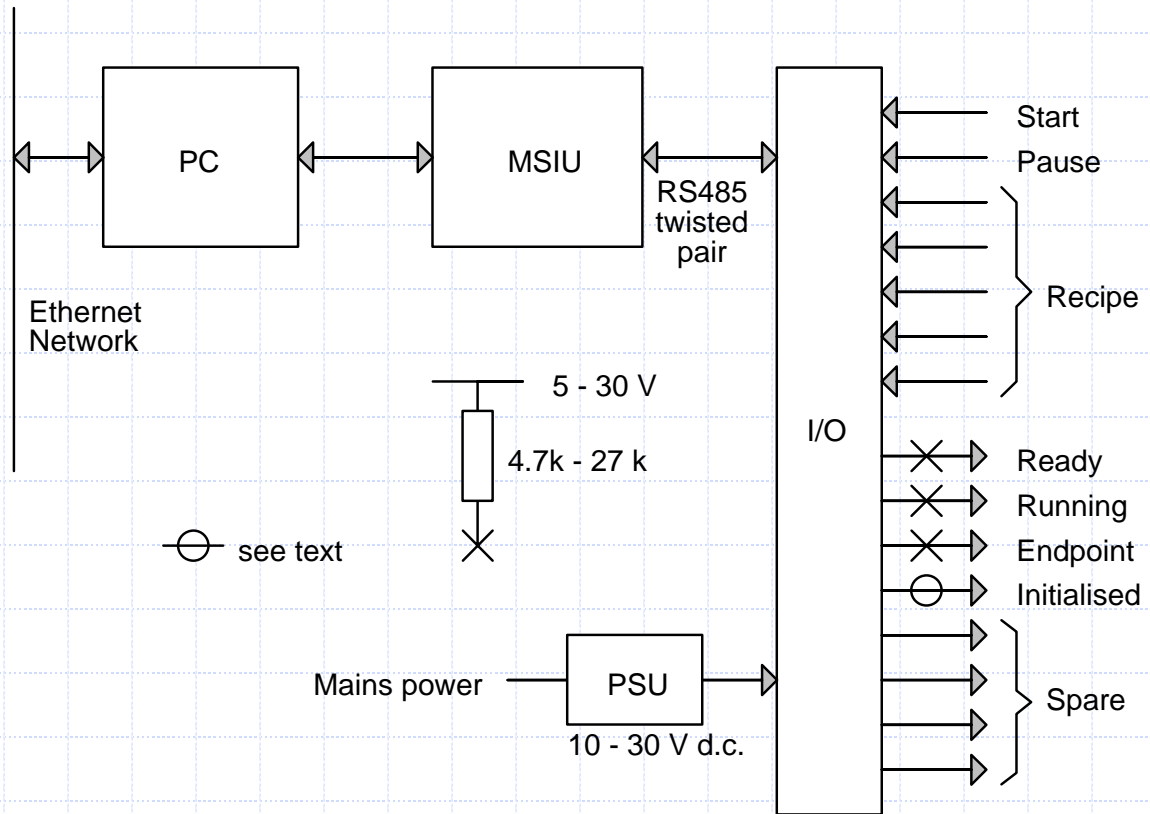 Start
PC
MSIU
Pause
RS485
twisted
pair
Recipe
Ethernet
Network
5 - 30 V
I/O
4.7k - 27 k
Ready
Running
see text
Endpoint
Initialised
Mains power
PSU
Spare
10 - 30 V d.c.